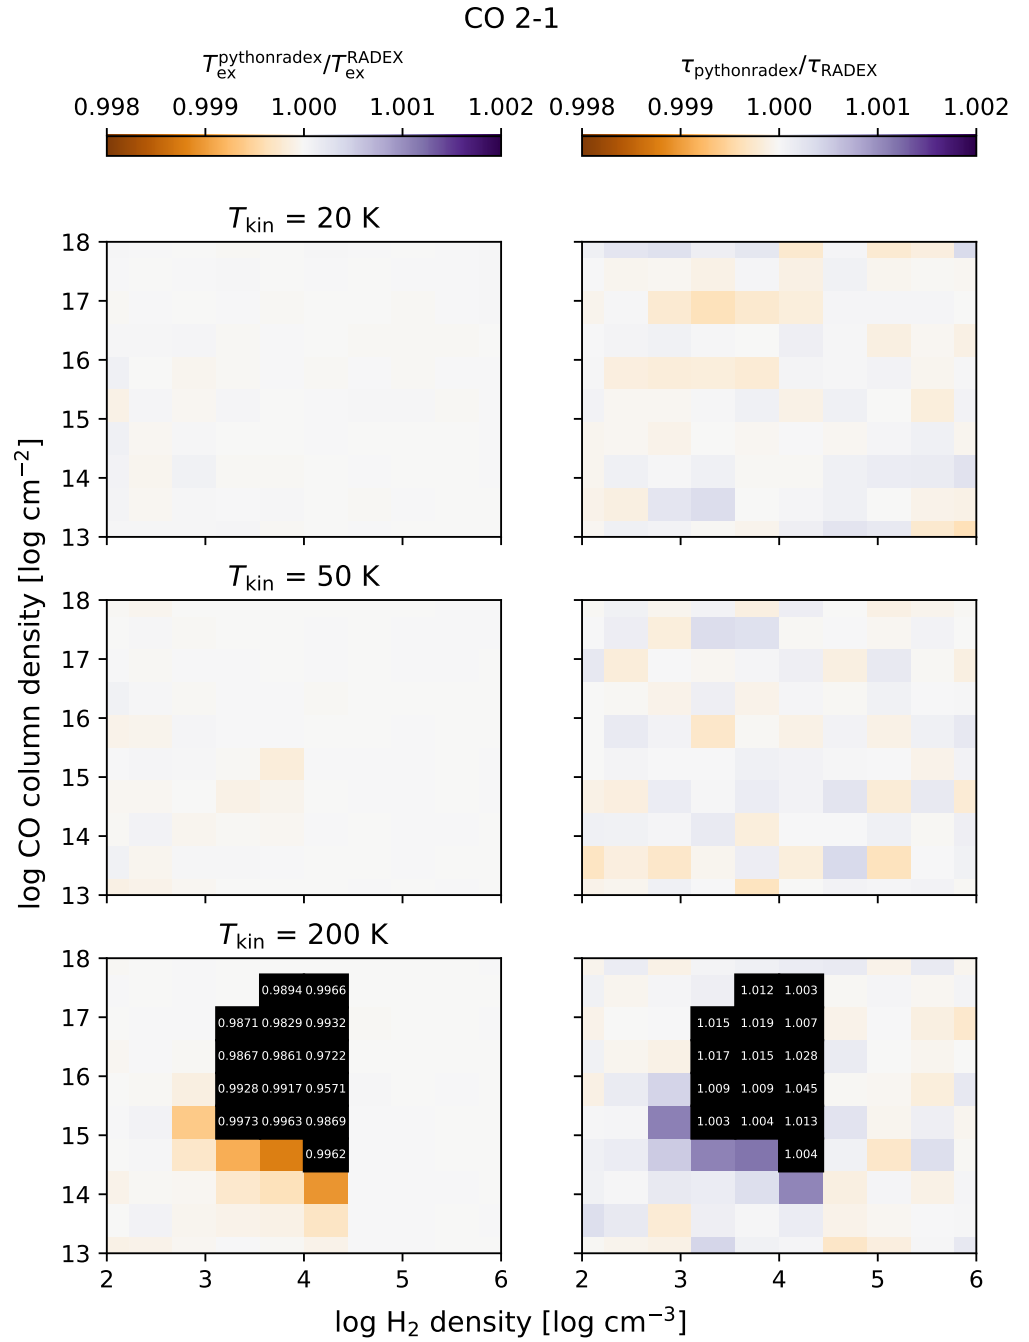 CO 2-1
T_ex^pythonradex/T_ex^RADEX
τ_pythonradex/τ_RADEX
0.998 0.999 1.000 1.001 1.002
0.998 0.999 1.000 1.001 1.002
T_kin = 20 K
18
17
16
15
14
13
T_kin = 50 K
18
17
16
15
14
13
log CO column density [log cm⁻²]
T_kin = 200 K
18
17
16
15
14
13
0.9894 0.9966
0.9871 0.9829 0.9932
0.9867 0.9861 0.9722
0.9928 0.9917 0.9571
0.9973 0.9963 0.9869
0.9962
1.012 1.003
1.015 1.019 1.007
1.017 1.015 1.028
1.009 1.009 1.045
1.003 1.004 1.013
1.004
2 3 4 5 6
2 3 4 5 6
log H₂ density [log cm⁻³]